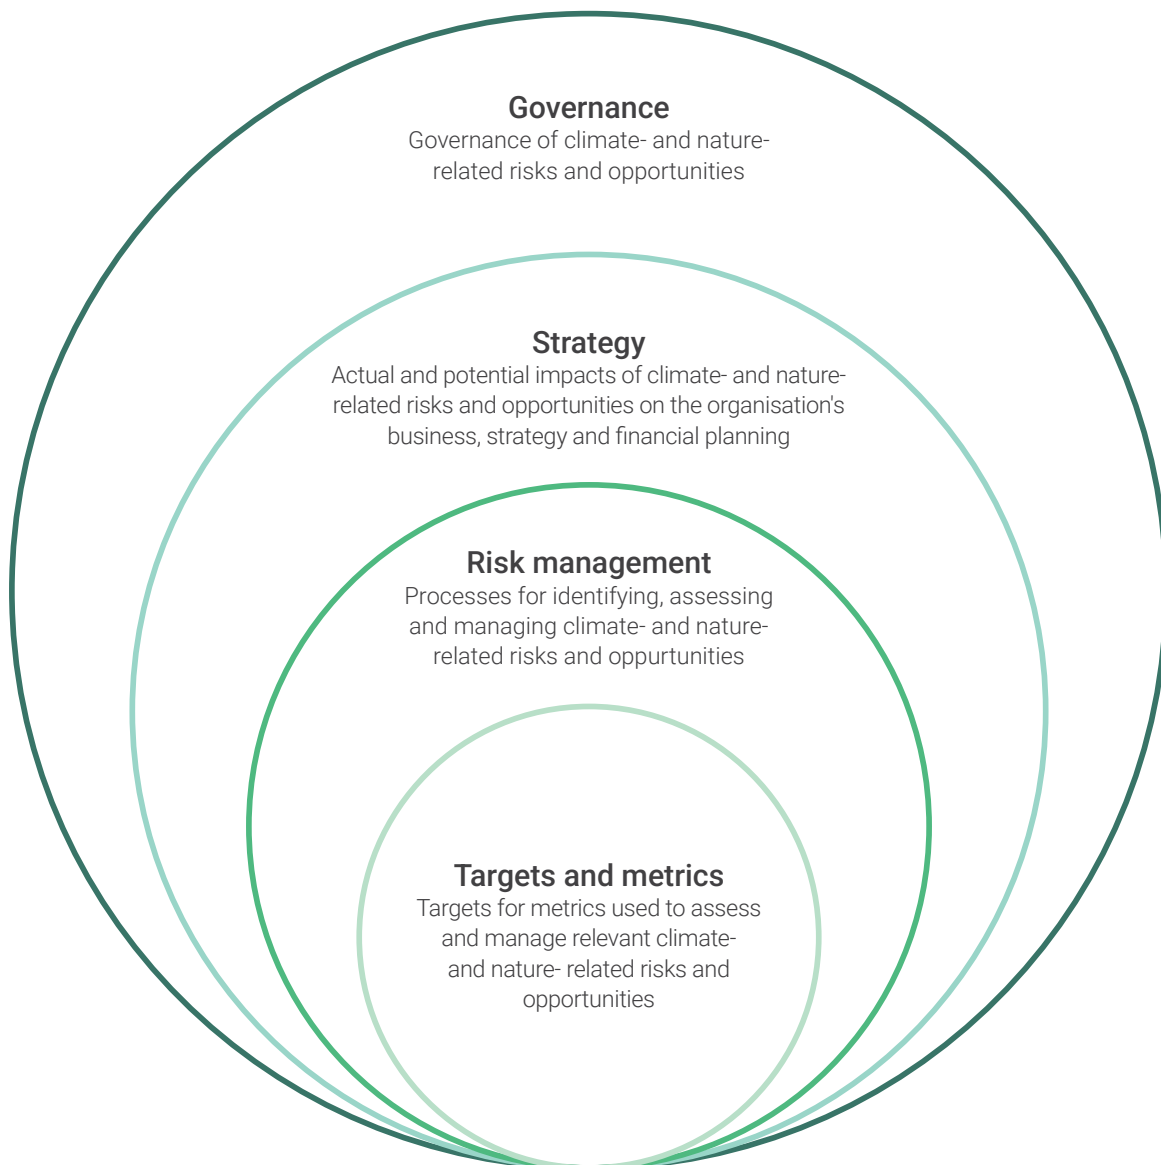 Governance
Governance of climate- and nature-
related risks and opportunities
Strategy
Actual and potential impacts of climate- and nature-
related risks and opportunities on the organisation's
business, strategy and financial planning
Risk management
Processes for identifying, assessing
and managing climate- and nature-
related risks and oppurtunities
Targets and metrics
Targets for metrics used to assess
and manage relevant climate-
and nature- related risks and
opportunities